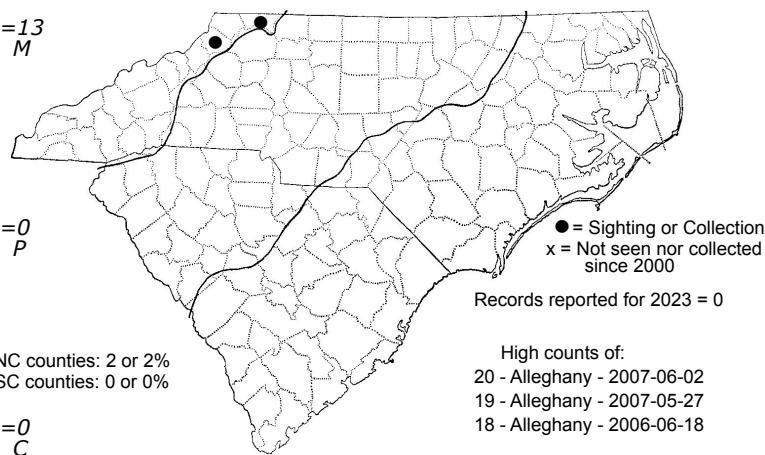 =13
M
=0
P
● = Sighting or Collection
x = Not seen nor collected
since 2000
Records reported for 2023 = 0
NC counties: 2 or 2%
SC counties: 0 or 0%
High counts of:
20 - Alleghany - 2007-06-02
19 - Alleghany - 2007-05-27
18 - Alleghany - 2006-06-18
=0
C